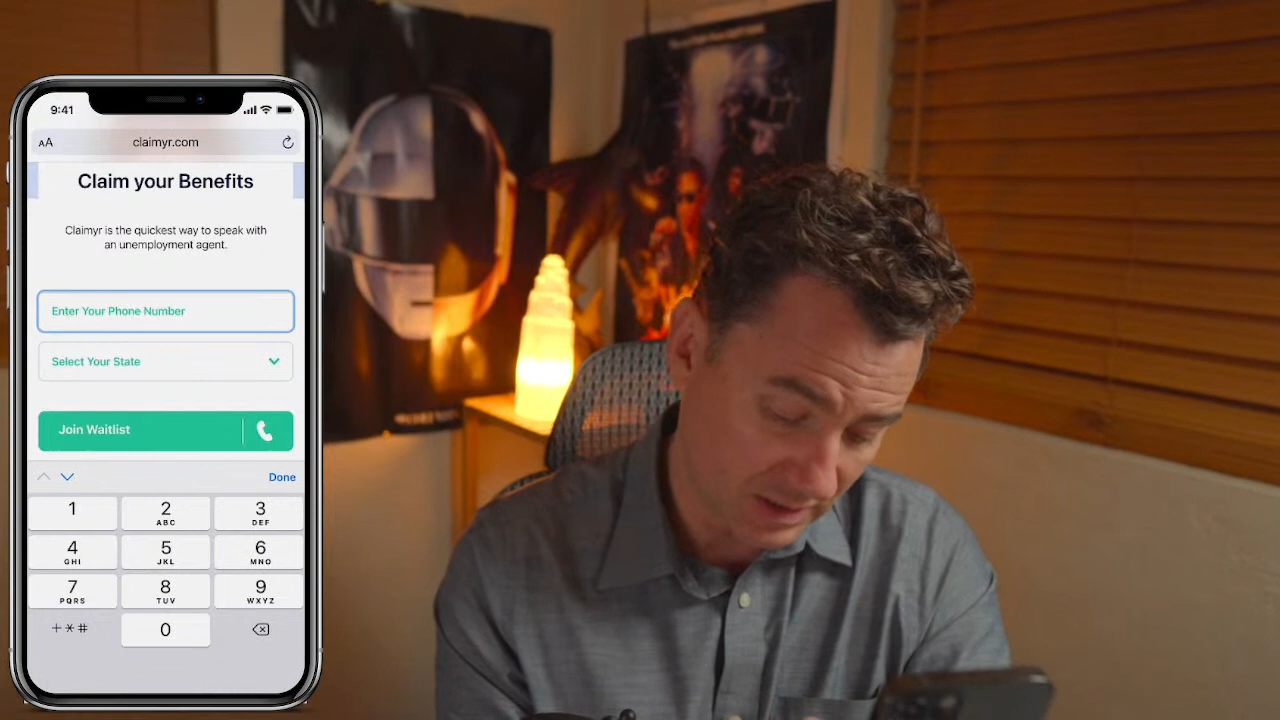 9:41
AA
claimyr.com
Claim your Benefits
Claimyr is the quickest way to speak with
an unemployment agent.
Enter Your Phone Number
Select Your State
Join Waitlist
Done
1 2 3
ABC DEF
4 5 6
GHI JKL MNO
7 8 9
PQRS TUV WXYZ
+*# 0